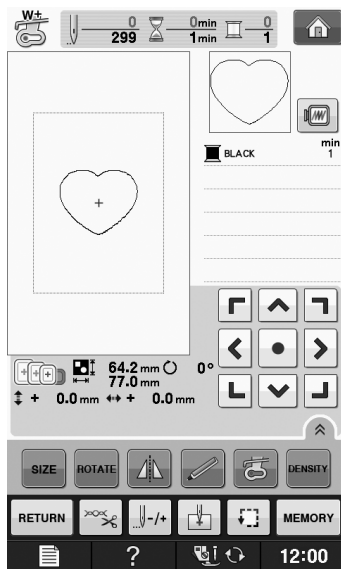 W+
0 0min 0
299 1min 1
min
BLACK 1
64.2 mm 0°
77.0 mm
+ 0.0 mm + 0.0 mm
SIZE ROTATE DENSITY
RETURN -/+ MEMORY
? 12:00